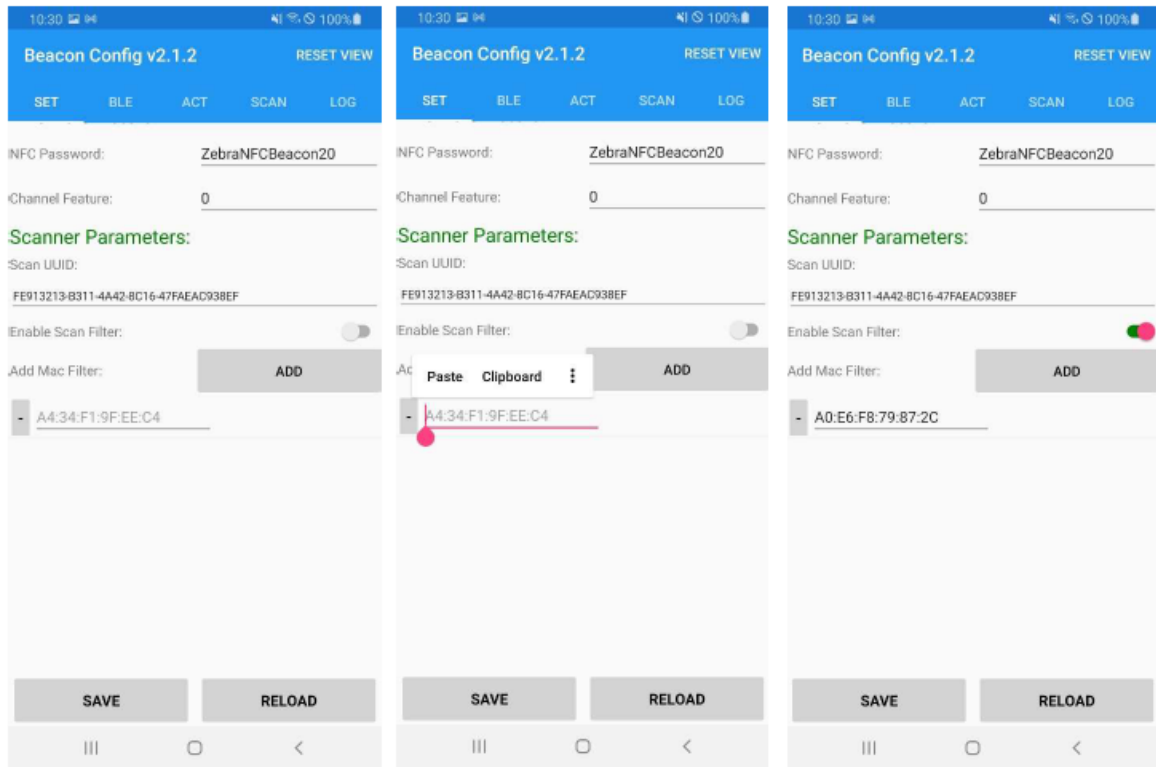 10:30 100%
Beacon Config v2.1.2 RESET VIEW
SET BLE ACT SCAN LOG
NFC Password: ZebraNFCBeacon20
Channel Feature: 0
Scanner Parameters:
Scan UUID:
FE913213-B311-4A42-8C16-47FAEAC938EF
Enable Scan Filter:
Add Mac Filter: ADD
- A4:34:F1:9F:EE:C4
SAVE RELOAD
10:30 100%
Beacon Config v2.1.2 RESET VIEW
SET BLE ACT SCAN LOG
NFC Password: ZebraNFCBeacon20
Channel Feature: 0
Scanner Parameters:
Scan UUID:
FE913213-B311-4A42-8C16-47FAEAC938EF
Enable Scan Filter:
Paste Clipboard ADD
- A4:34:F1:9F:EE:C4
SAVE RELOAD
10:30 100%
Beacon Config v2.1.2 RESET VIEW
SET BLE ACT SCAN LOG
NFC Password: ZebraNFCBeacon20
Channel Feature: 0
Scanner Parameters:
Scan UUID:
FE913213-B311-4A42-8C16-47FAEAC938EF
Enable Scan Filter:
Add Mac Filter: ADD
- A0:E6:F8:79:87:2C
SAVE RELOAD